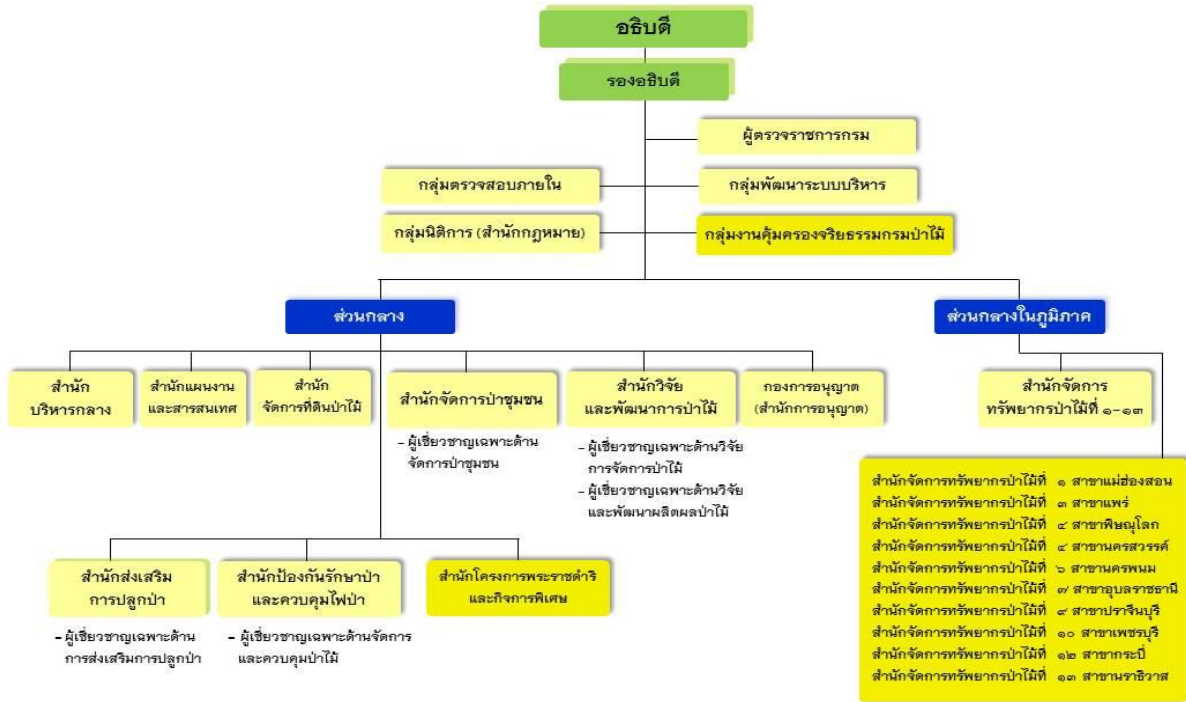 อธิบดี
รองอธิบดี
ผู้ตรวจราชการกรม
กลุ่มตรวจสอบภายใน
กลุ่มพัฒนาระบบบริหาร
กลุ่มนิติการ (สำนักกฎหมาย)
กลุ่มงานคุ้มครองจริยธรรมกรมป่าไม้
ส่วนกลาง
ส่วนกลางในภูมิภาค
สำนัก
บริหารกลาง
สำนักแผนงาน
และสารสนเทศ
สำนัก
จัดการที่ดินป่าไม้
สำนักจัดการป่าชุมชน
– ผู้เชี่ยวชาญเฉพาะด้าน
จัดการป่าชุมชน
สำนักวิจัย
และพัฒนาการป่าไม้
– ผู้เชี่ยวชาญเฉพาะด้านวิจัย
การจัดการป่าไม้
– ผู้เชี่ยวชาญเฉพาะด้านวิจัย
และพัฒนาผลิตผลป่าไม้
กองการอนุญาต
(สำนักการอนุญาต)
สำนักจัดการ
ทรัพยากรป่าไม้ที่ ๑-๑๓
สำนักจัดการทรัพยากรป่าไม้ที่ ๑ สาขาแม่ฮ่องสอน
สำนักจัดการทรัพยากรป่าไม้ที่ ๓ สาขาแพร่
สำนักจัดการทรัพยากรป่าไม้ที่ ๔ สาขาพิษณุโลก
สำนักจัดการทรัพยากรป่าไม้ที่ ๔ สาขานครสวรรค์
สำนักจัดการทรัพยากรป่าไม้ที่ ๖ สาขานครพนม
สำนักจัดการทรัพยากรป่าไม้ที่ ๗ สาขาอุบลราชธานี
สำนักจัดการทรัพยากรป่าไม้ที่ ๙ สาขาปราจีนบุรี
สำนักจัดการทรัพยากรป่าไม้ที่ ๑๐ สาขาเพชรบุรี
สำนักจัดการทรัพยากรป่าไม้ที่ ๑๒ สาขากระบี่
สำนักจัดการทรัพยากรป่าไม้ที่ ๑๓ สาขานราธิวาส
สำนักส่งเสริม
การปลูกป่า
– ผู้เชี่ยวชาญเฉพาะด้าน
การส่งเสริมการปลูกป่า
สำนักป้องกันรักษาป่า
และควบคุมไฟป่า
– ผู้เชี่ยวชาญเฉพาะด้านจัดการ
และควบคุมป่าไม้
สำนักโครงการพระราชดำริ
และกิจการพิเศษ